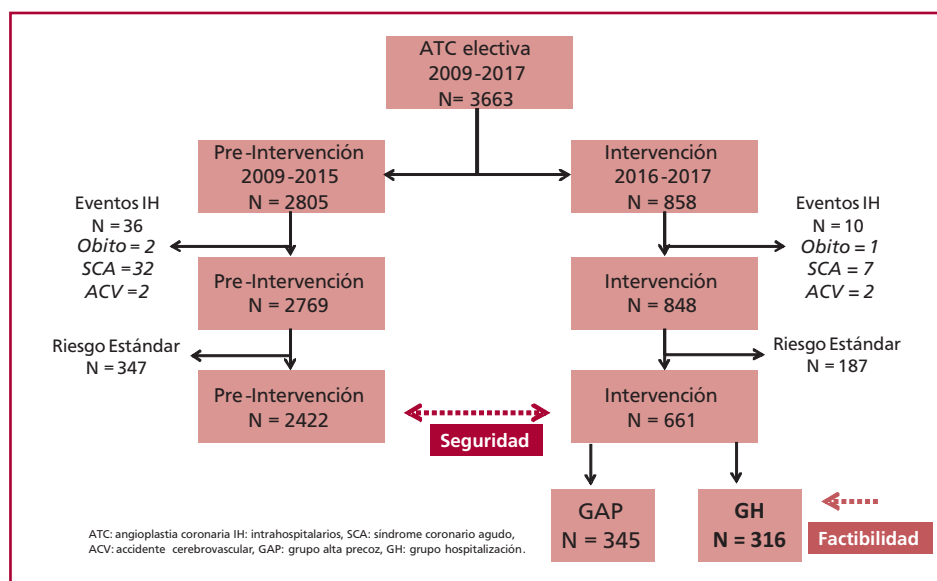 ATC electiva
2009-2017
N= 3663
Pre-Intervención
2009-2015
N = 2805
Intervención
2016-2017
N = 858
Eventos IH
N = 36
Obito = 2
SCA =32
ACV =2
Eventos IH
N = 10
Obito = 1
SCA = 7
ACV = 2
Pre-Intervención
N = 2769
Intervención
N = 848
Riesgo Estándar
N = 347
Riesgo Estándar
N = 187
Pre-Intervención
N = 2422
Intervención
N = 661
Seguridad
GAP
N = 345
GH
N = 316
Factibilidad
ATC: angioplastia coronaria IH: intrahospitalarios, SCA: síndrome coronario agudo,
ACV: accidente cerebrovascular, GAP: grupo alta precoz, GH: grupo hospitalización.